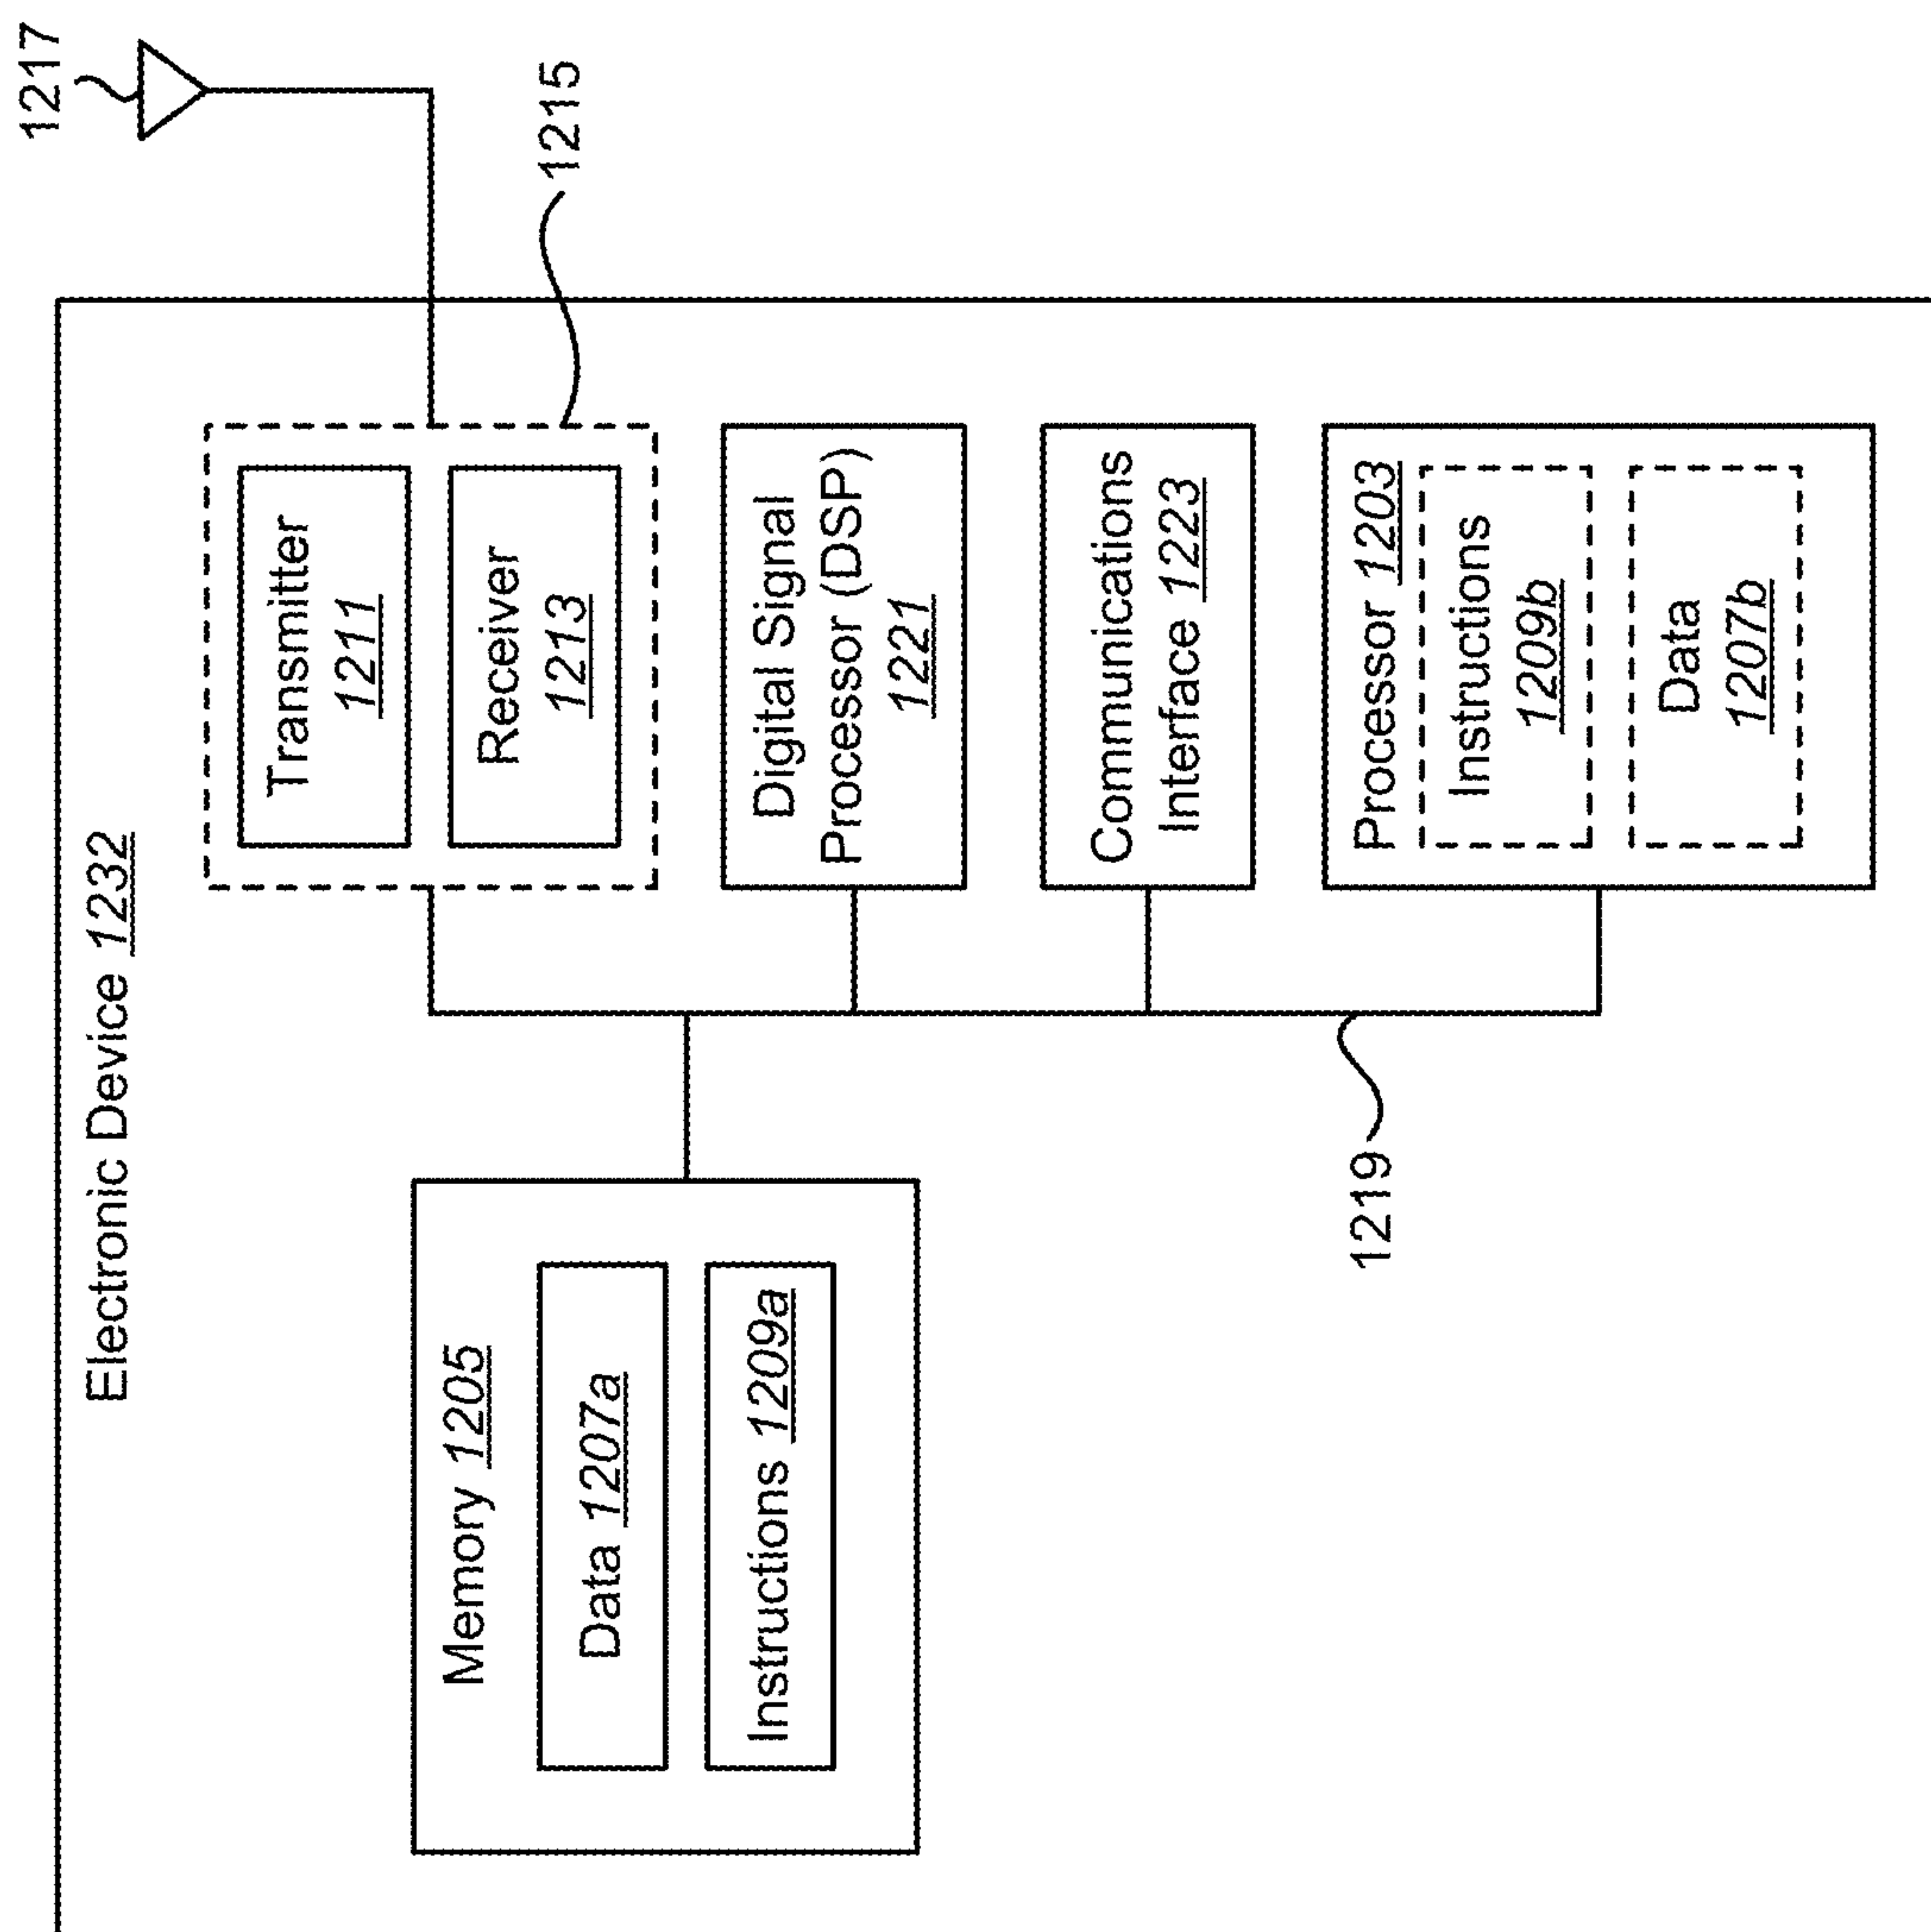 Electronic Device 1232
1217
Memory 1205
Data 1207a
Instructions 1209a
Transmitter
1211
Receiver
1213
1215
Digital Signal
Processor (DSP)
1221
Communications
Interface 1223
Processor 1203
Instructions
1209b
Data
1207b
1219